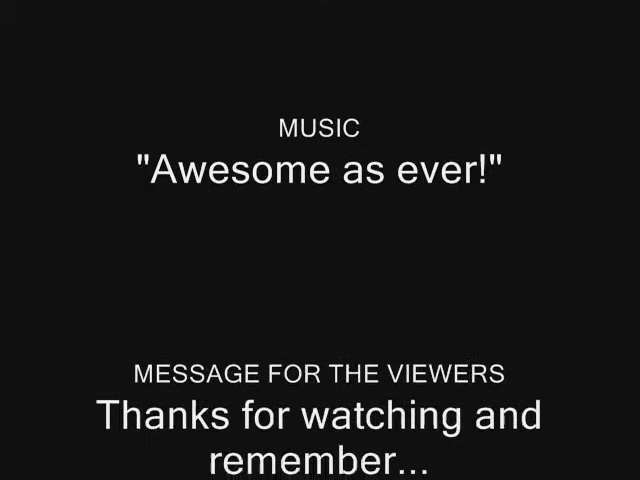 MUSIC
"Awesome as ever!"
MESSAGE FOR THE VIEWERS
Thanks for watching and
remember...